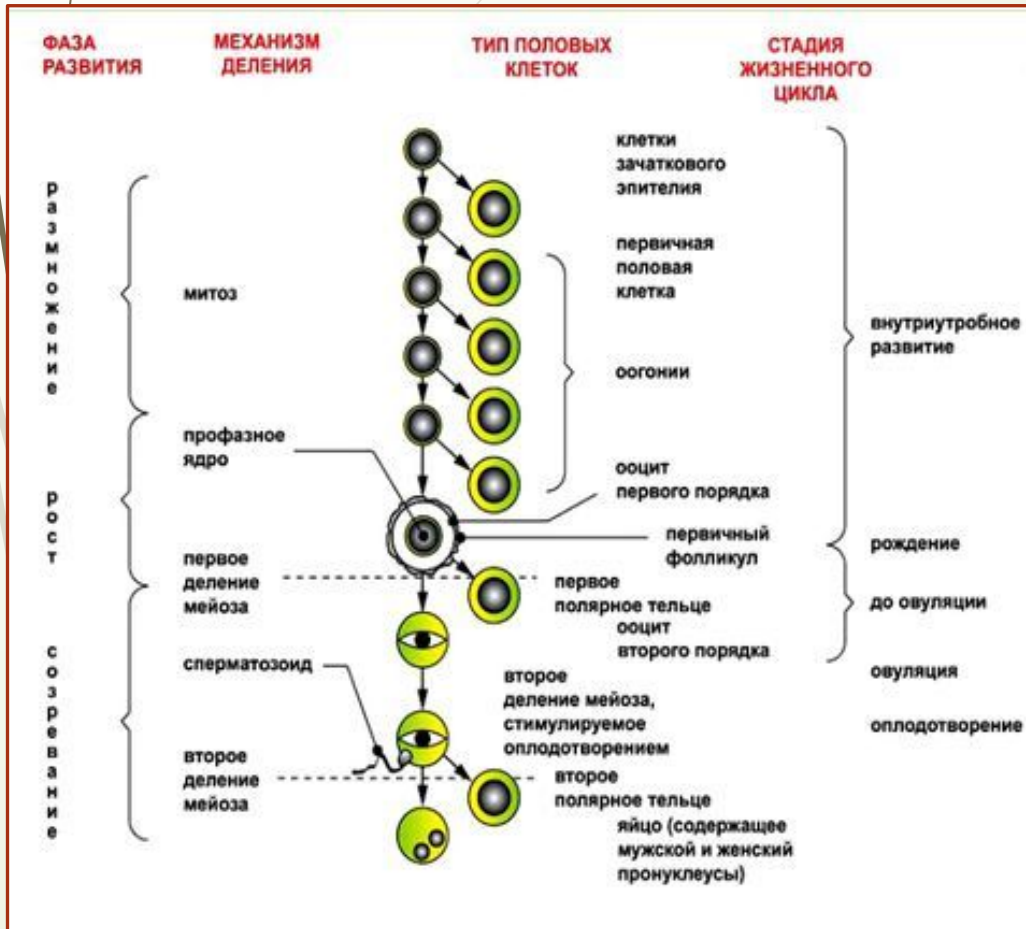 ФАЗА
РАЗВИТИЯ
МЕХАНИЗМ
ДЕЛЕНИЯ
ТИП ПОЛОВЫХ
КЛЕТОК
СТАДИЯ
ЖИЗНЕННОГО
ЦИКЛА
размножение
рост
созревание
митоз
профазное
ядро
первое
деление
мейоза
сперматозоид
второе
деление
мейоза
клетки
зачаткового
эпителия
первичная
половая
клетка
оогонии
ооцит
первого порядка
первичный
фолликул
первое
полярное тельце
ооцит
второго порядка
второе
деление мейоза,
стимулируемое
оплодотворением
второе
полярное тельце
яйцо (содержащее
мужской и женский
пронуклеусы)
внутриутробное
развитие
рождение
до овуляции
овуляция
оплодотворение